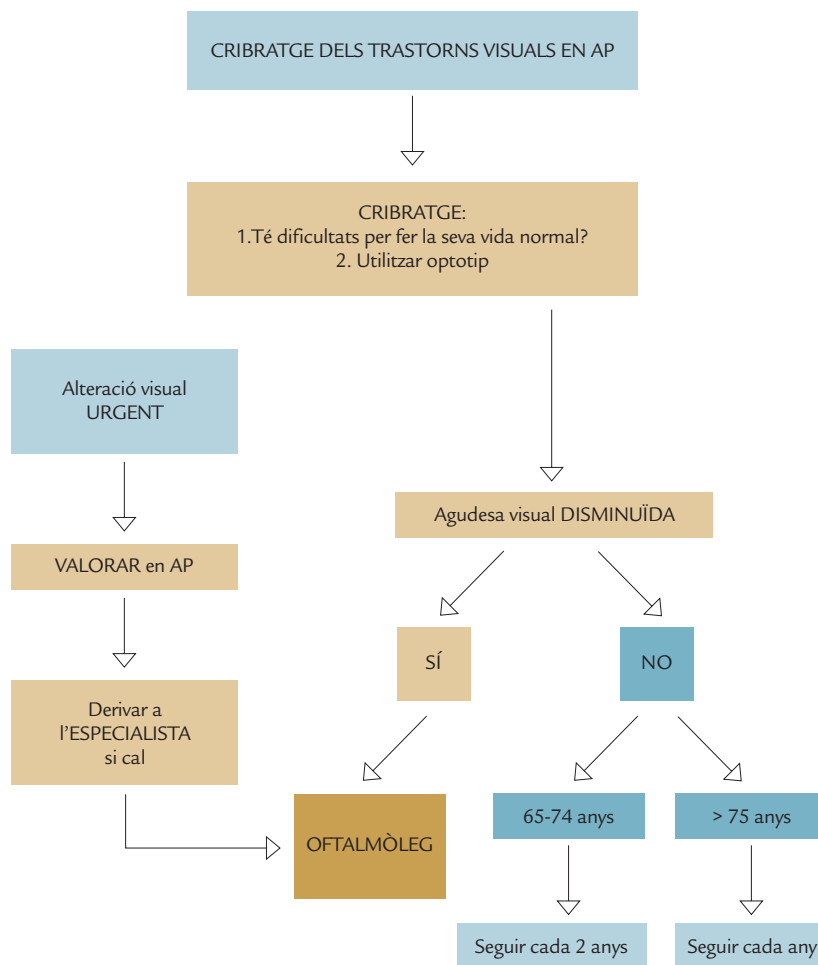 CRIBRATGE DELS TRASTORNS VISUALS EN AP
CRIBRATGE:
1.Té dificultats per fer la seva vida normal?
2. Utilitzar optotip
Alteració visual
URGENT
Agudesa visual DISMINUÏDA
VALORAR en AP
SÍ
NO
Derivar a
l'ESPECIALISTA
si cal
OFTALMÒLEG
65-74 anys
> 75 anys
Seguir cada 2 anys
Seguir cada any